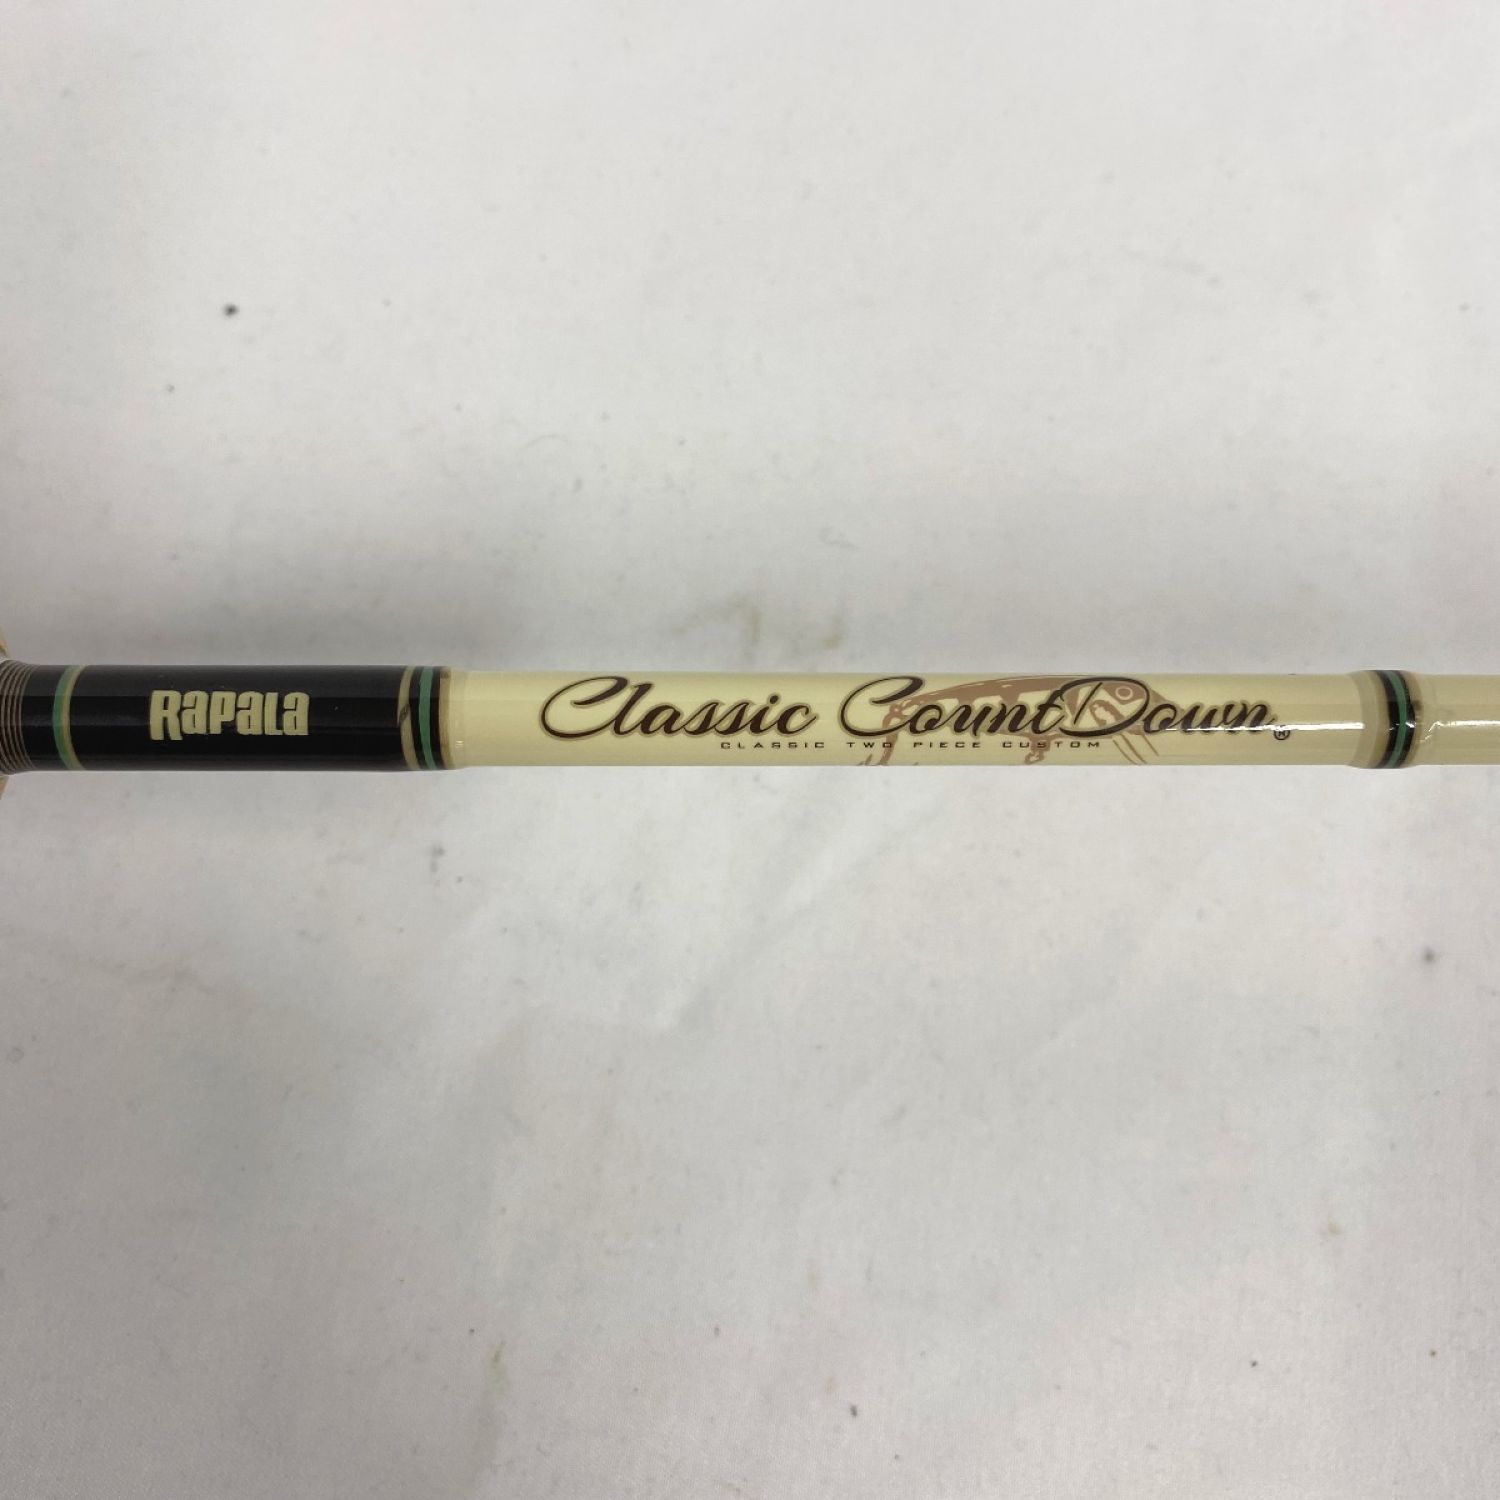 RAPALA
Classic CountDown®
CLASSIC TWO PIECE CUSTOM